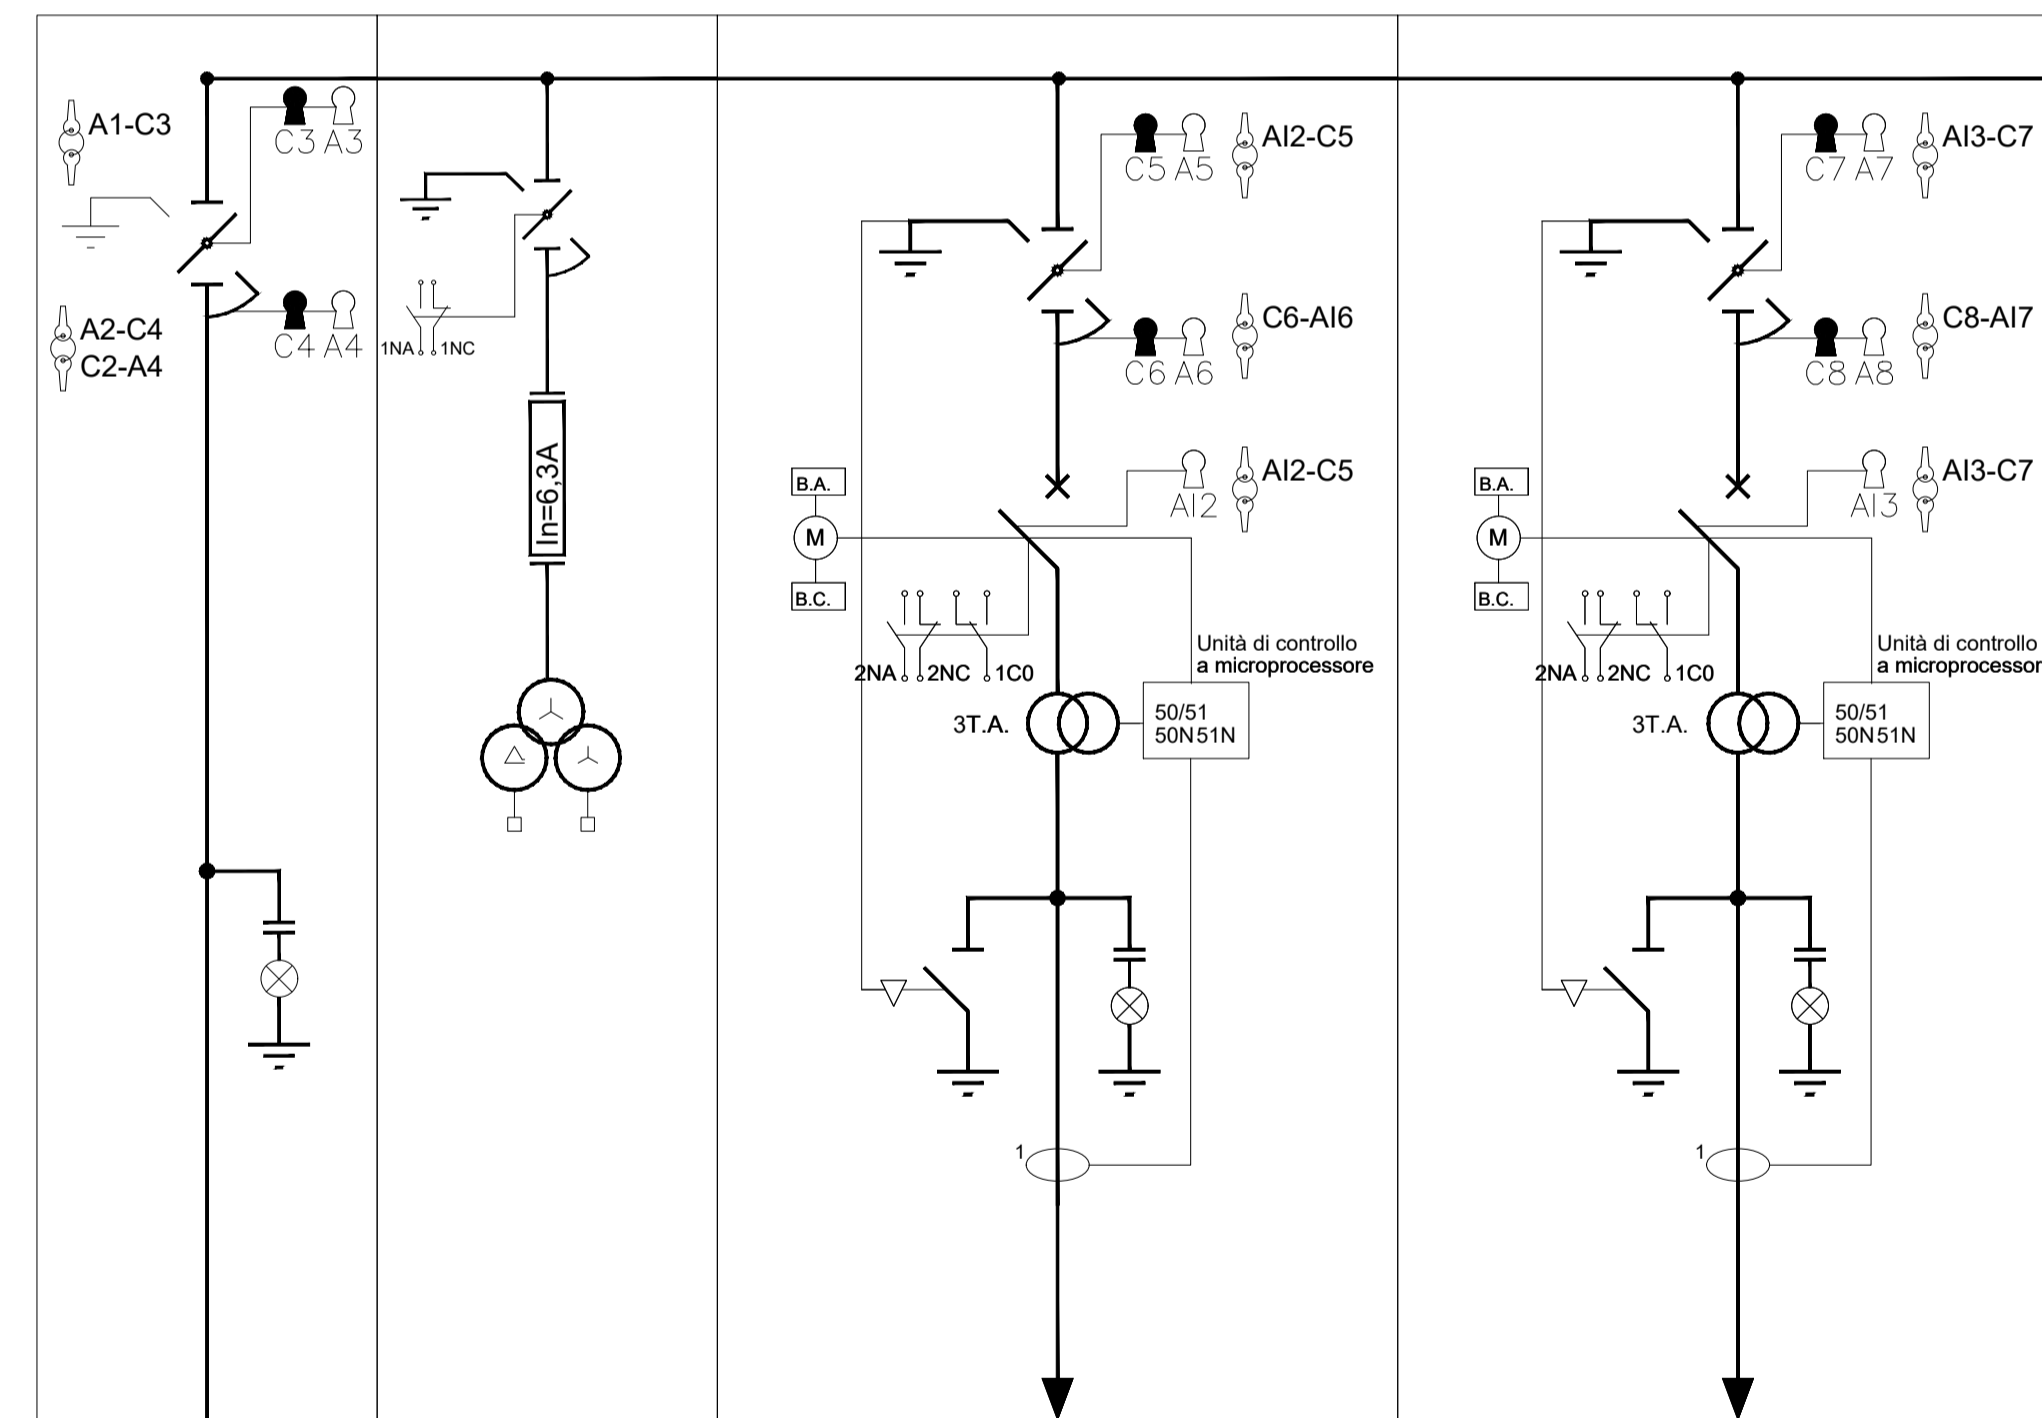 A1-C3
C3 A3
A2-C4
C2-A4
C4 A4
1NA 1NC
In=6,3A
C5 A5
AI2-C5
C6-AI6
C6 A6
B.A.
M
B.C.
AI2
AI2-C5
2NA 2NC 1C0
Unità di controllo
a microprocessore
3T.A.
50/51
50N51N
1
C7 A7
AI3-C7
C8-AI7
C8 A8
B.A.
M
B.C.
AI3
AI3-C7
2NA 2NC 1C0
Unità di controllo
a microprocessor
3T.A.
50/51
50N51N
1